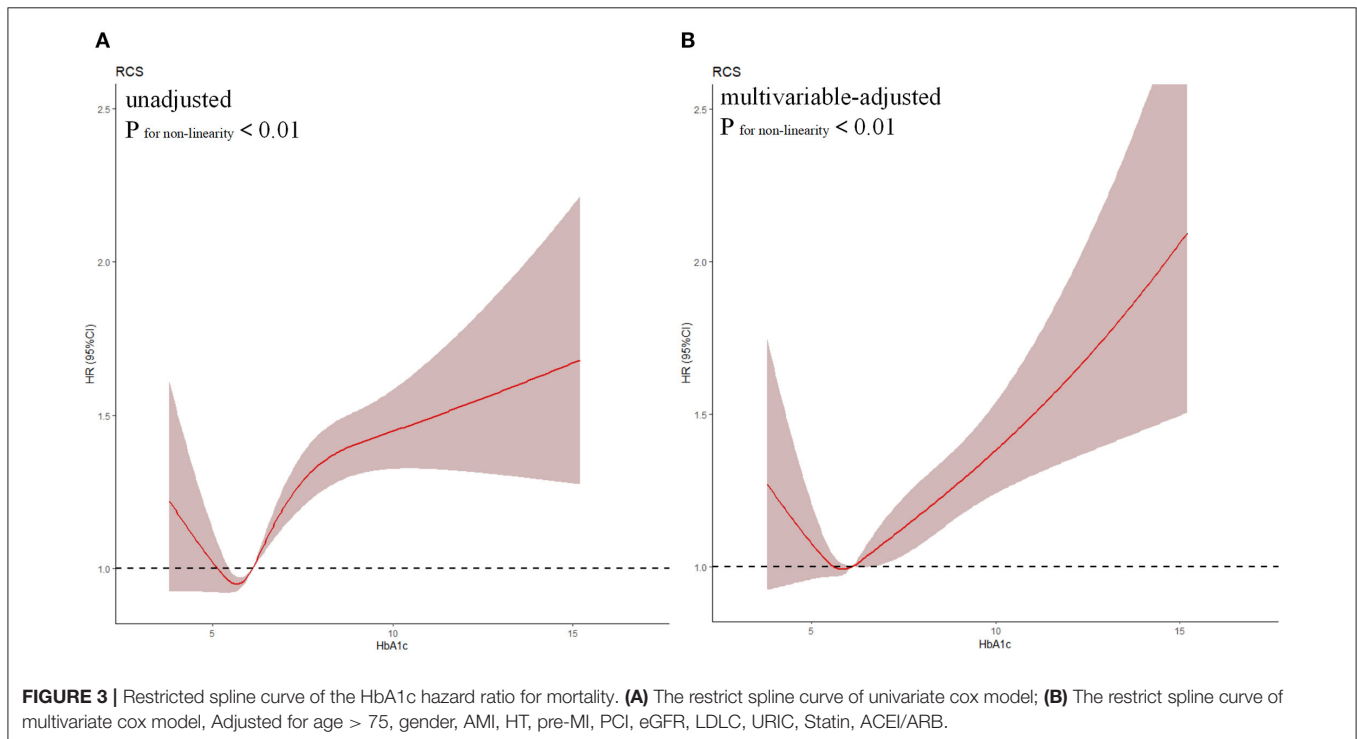 A
RCS
unadjusted
P for non-linearity < 0.01
2.5
2.0
1.5
1.0
HR (95%CI)
5
10
15
HbA1c
B
RCS
multivariable-adjusted
P for non-linearity < 0.01
2.5
2.0
1.5
1.0
HR (95%CI)
5
10
15
HbA1c
FIGURE 3 | Restricted spline curve of the HbA1c hazard ratio for mortality. (A) The restrict spline curve of univariate cox model; (B) The restrict spline curve of
multivariate cox model, Adjusted for age > 75, gender, AMI, HT, pre-MI, PCI, eGFR, LDLC, URIC, Statin, ACEI/ARB.